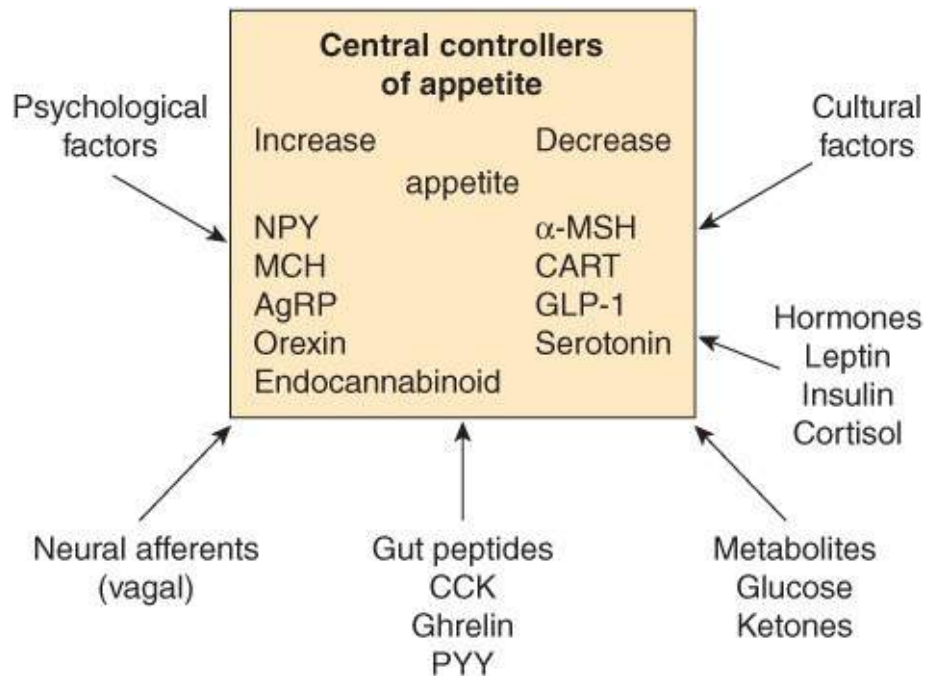 Central controllers
of appetite
Psychological
factors
Cultural
factors
Increase Decrease
appetite
NPY α-MSH
MCH CART
AgRP GLP-1
Orexin Serotonin
Endocannabinoid
Hormones
Leptin
Insulin
Cortisol
Neural afferents
(vagal)
Gut peptides
CCK
Ghrelin
PYY
Metabolites
Glucose
Ketones